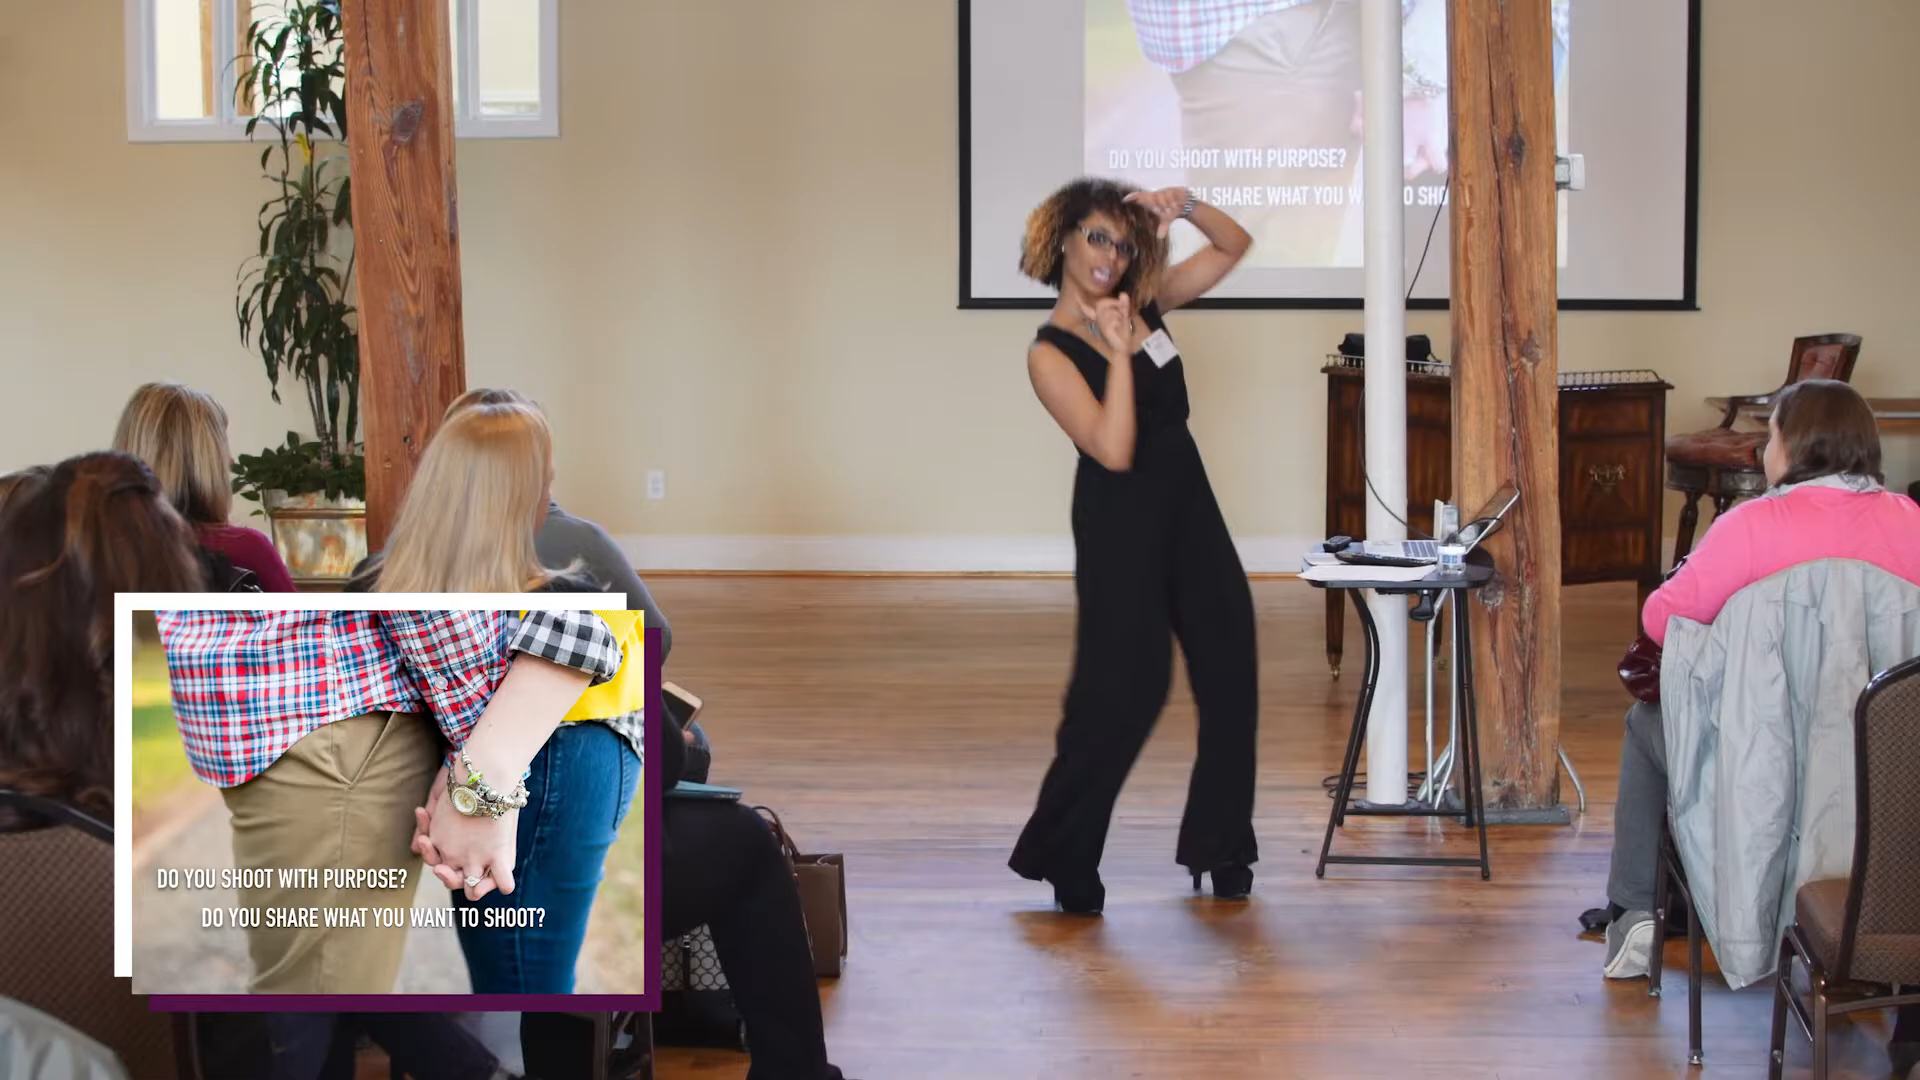 DO YOU SHOOT WITH PURPOSE?
U SHARE WHAT YOU W O SHO
DO YOU SHOOT WITH PURPOSE?
DO YOU SHARE WHAT YOU WANT TO SHOOT?